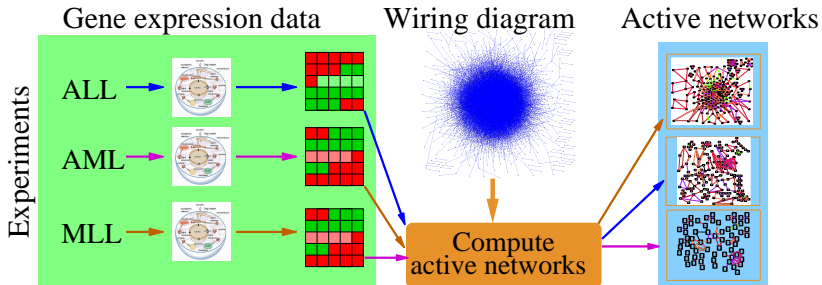 Gene expression data
Wiring diagram
Active networks
Experiments
ALL
AML
MLL
Compute
active networks